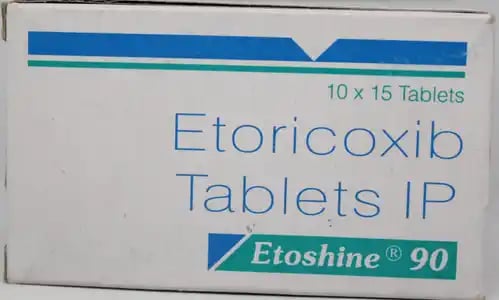 10 x 15 Tablets
Etoricoxib
Tablets IP
Etoshine® 90